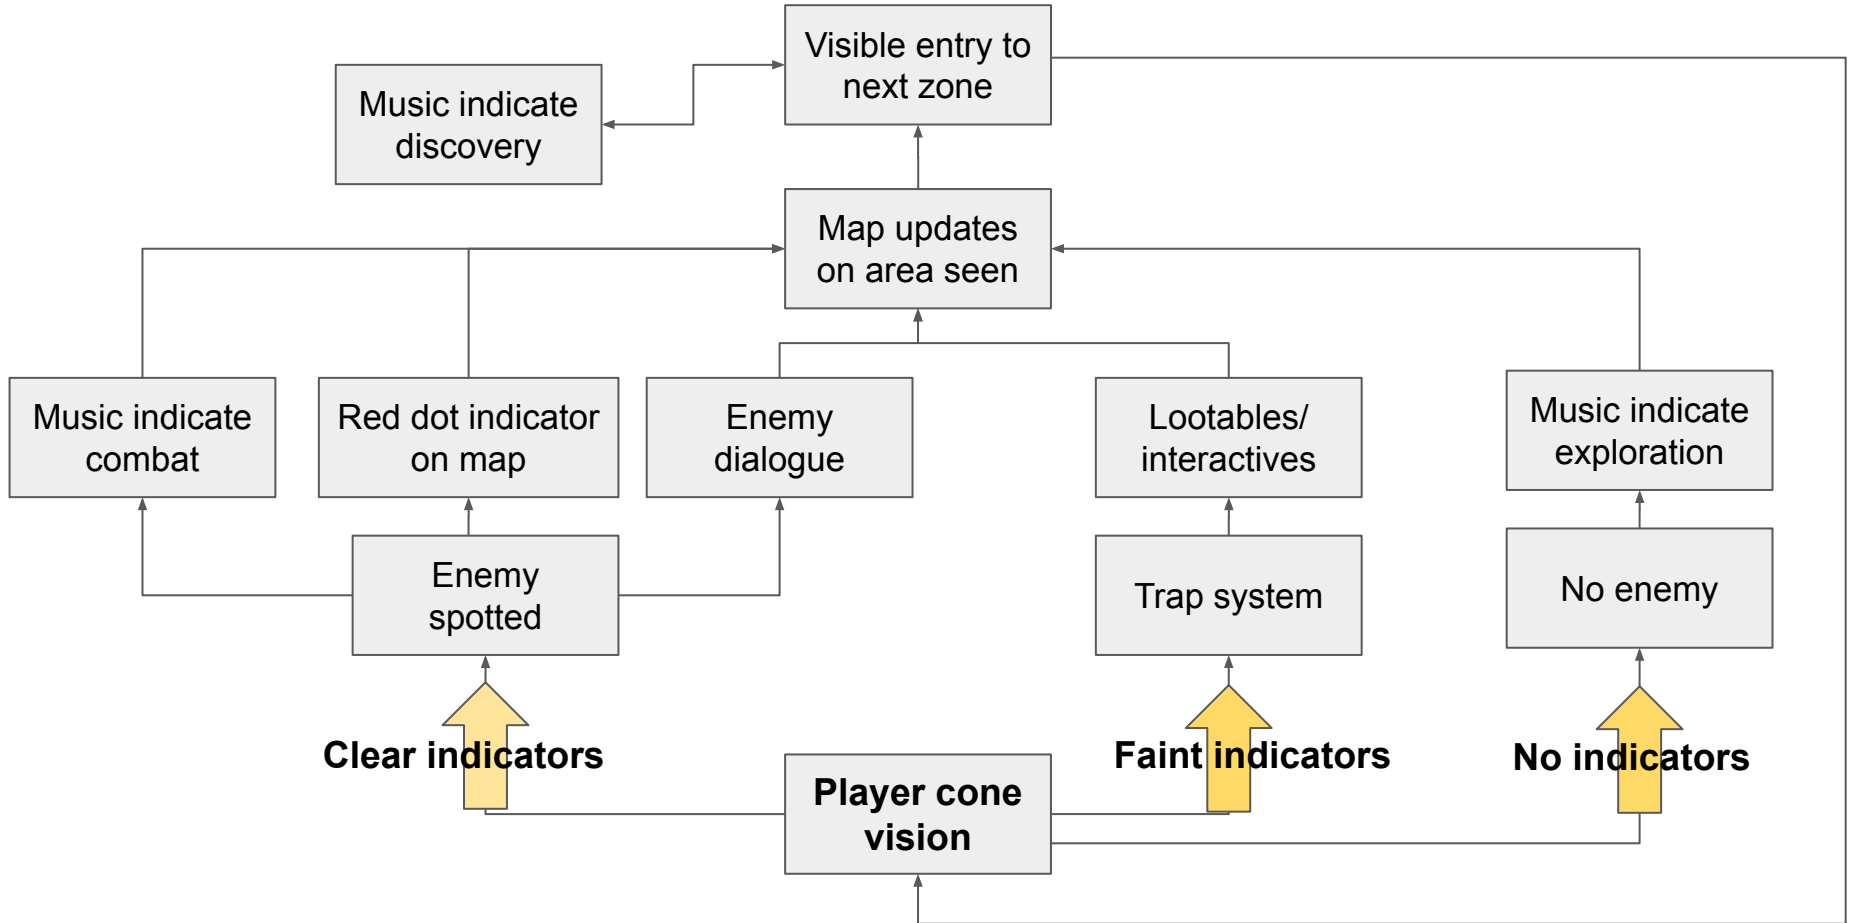 Visible entry to
next zone
Music indicate
discovery
Map updates
on area seen
Music indicate
combat
Red dot indicator
on map
Enemy
dialogue
Lootables/
interactives
Music indicate
exploration
Enemy
spotted
Trap system
No enemy
Clear indicators
Faint indicators
No indicators
Player cone
vision